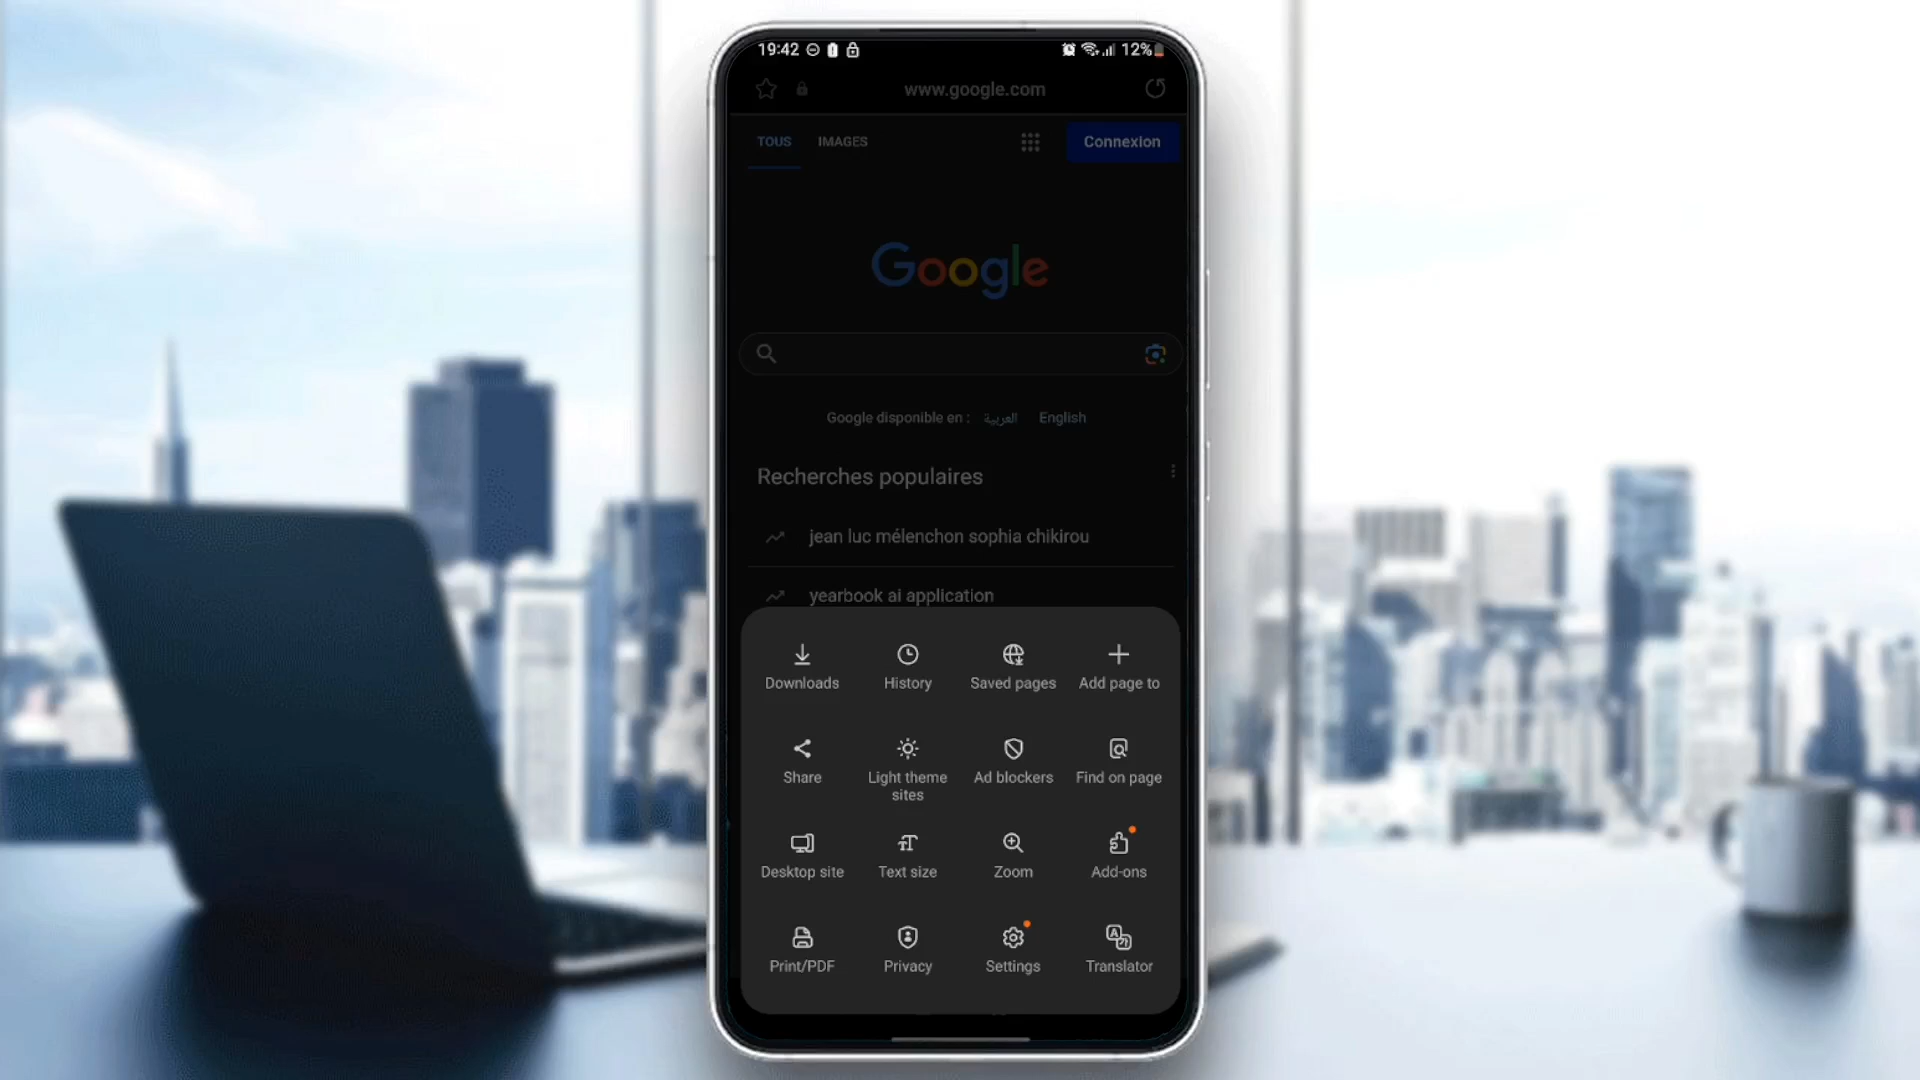 19:42 12%
www.google.com
TOUS IMAGES Connexion
Google
Google disponible en : العربية English
Recherches populaires
jean luc mélenchon sophia chikirou
yearbook ai application
Downloads History Saved pages Add page to
Share Light theme sites Ad blockers Find on page
Desktop site Text size Zoom Add-ons
Print/PDF Privacy Settings Translator